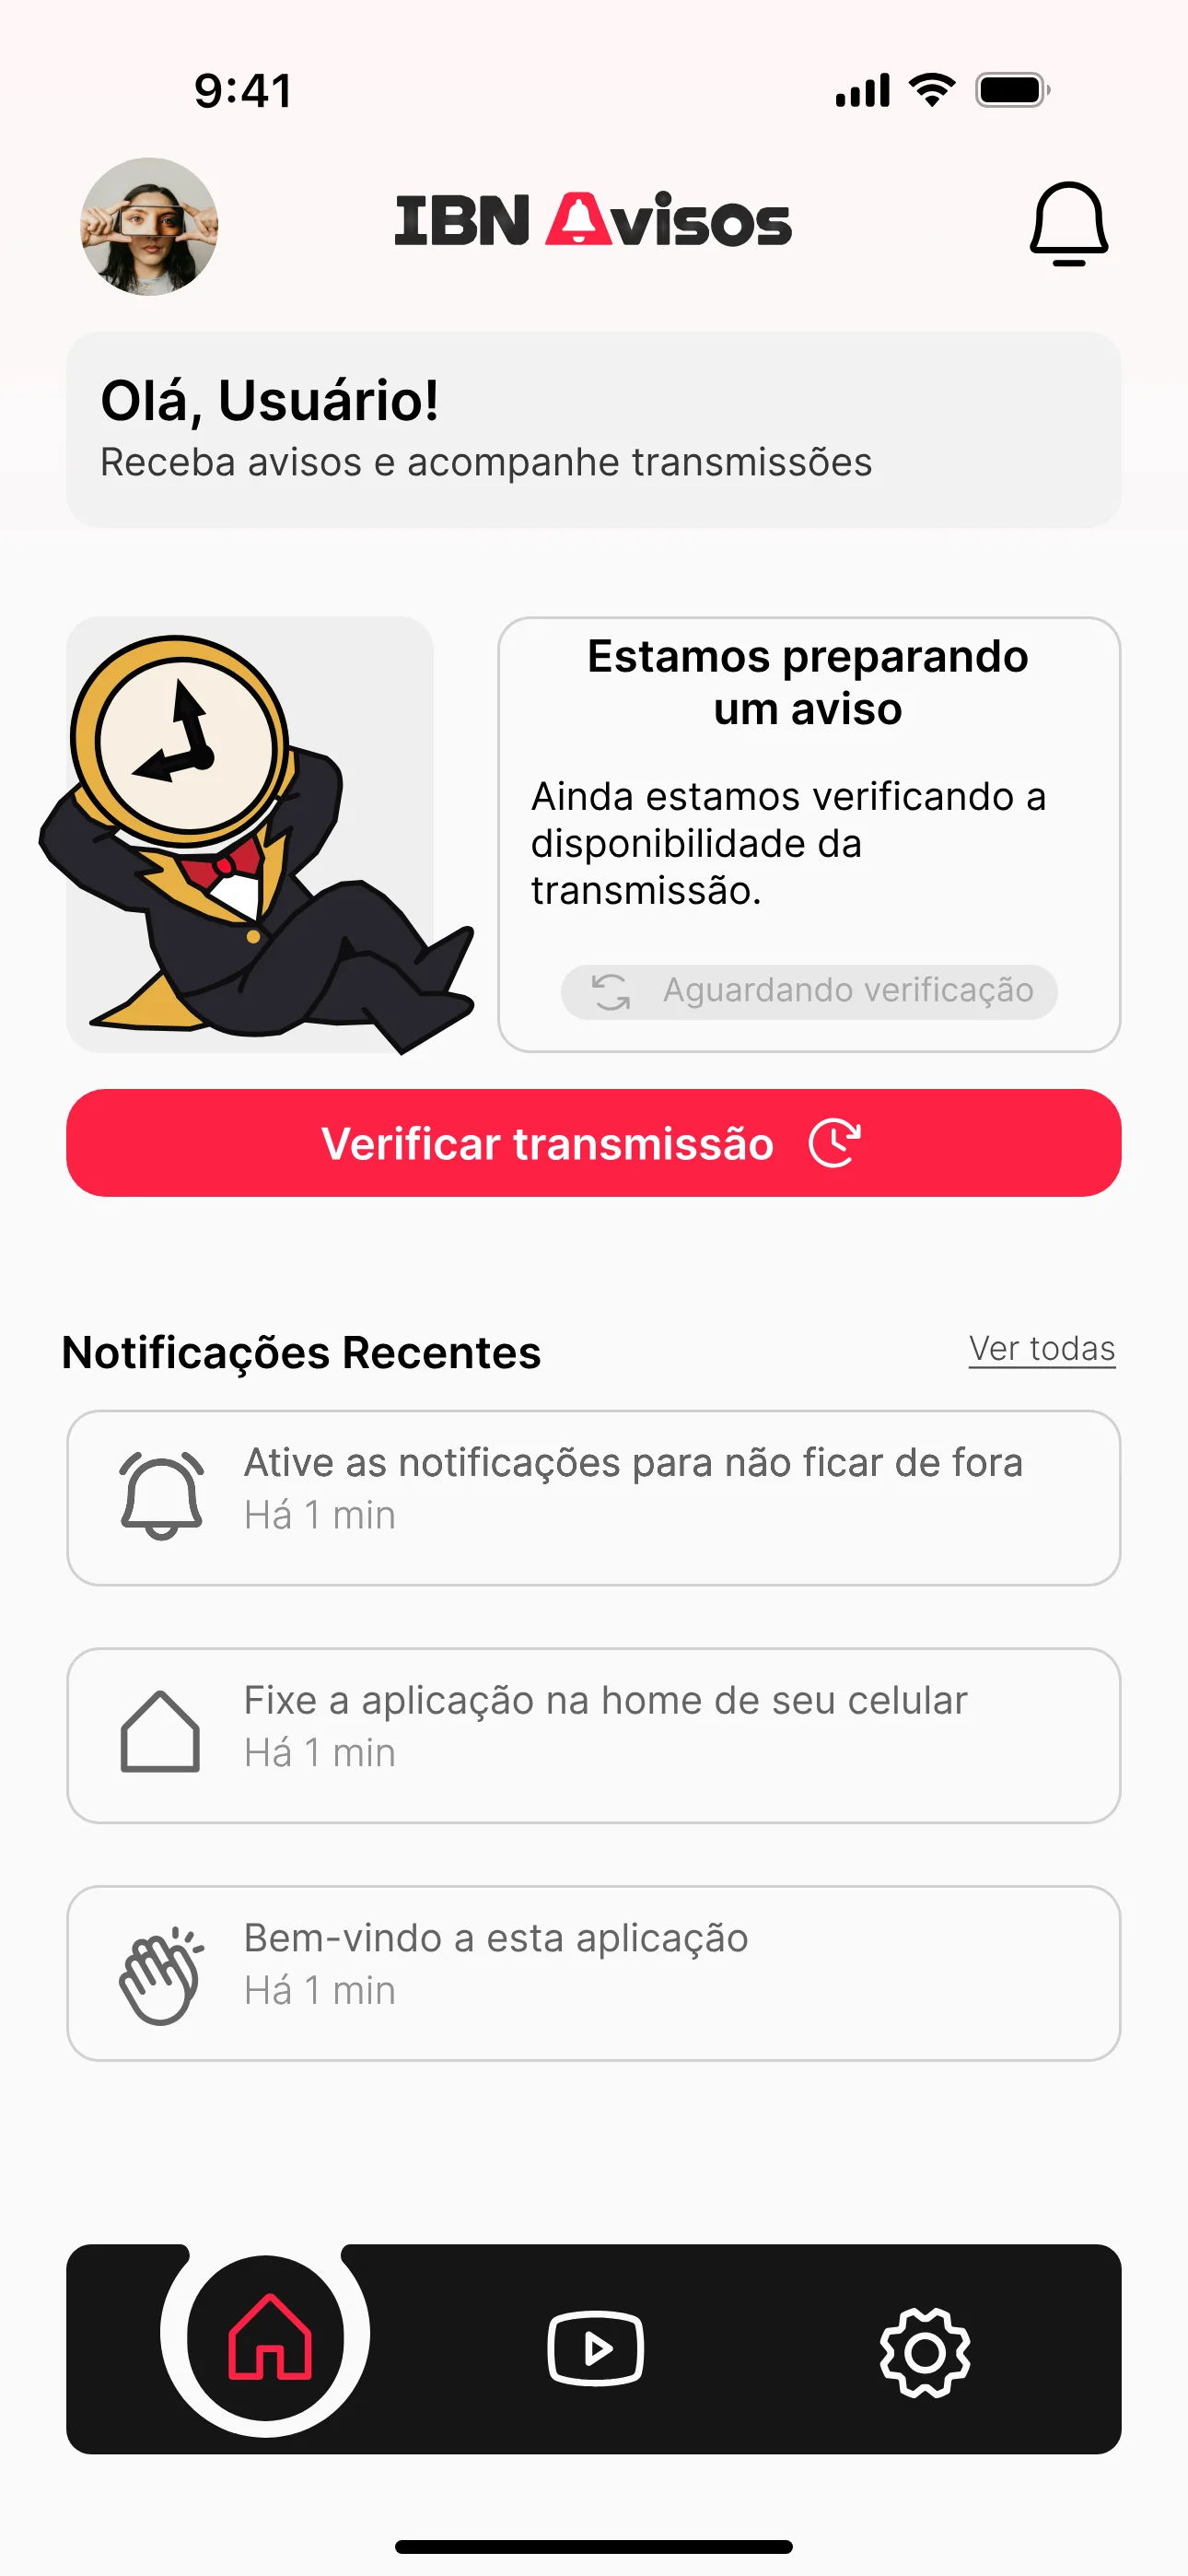 9:41
IBN Avisos
Olá, Usuário!
Receba avisos e acompanhe transmissões
Estamos preparando
um aviso
Ainda estamos verificando a
disponibilidade da
transmissão.
Aguardando verificação
Verificar transmissão
Notificações Recentes
Ver todas
Ative as notificações para não ficar de fora
Há 1 min
Fixe a aplicação na home de seu celular
Há 1 min
Bem-vindo a esta aplicação
Há 1 min